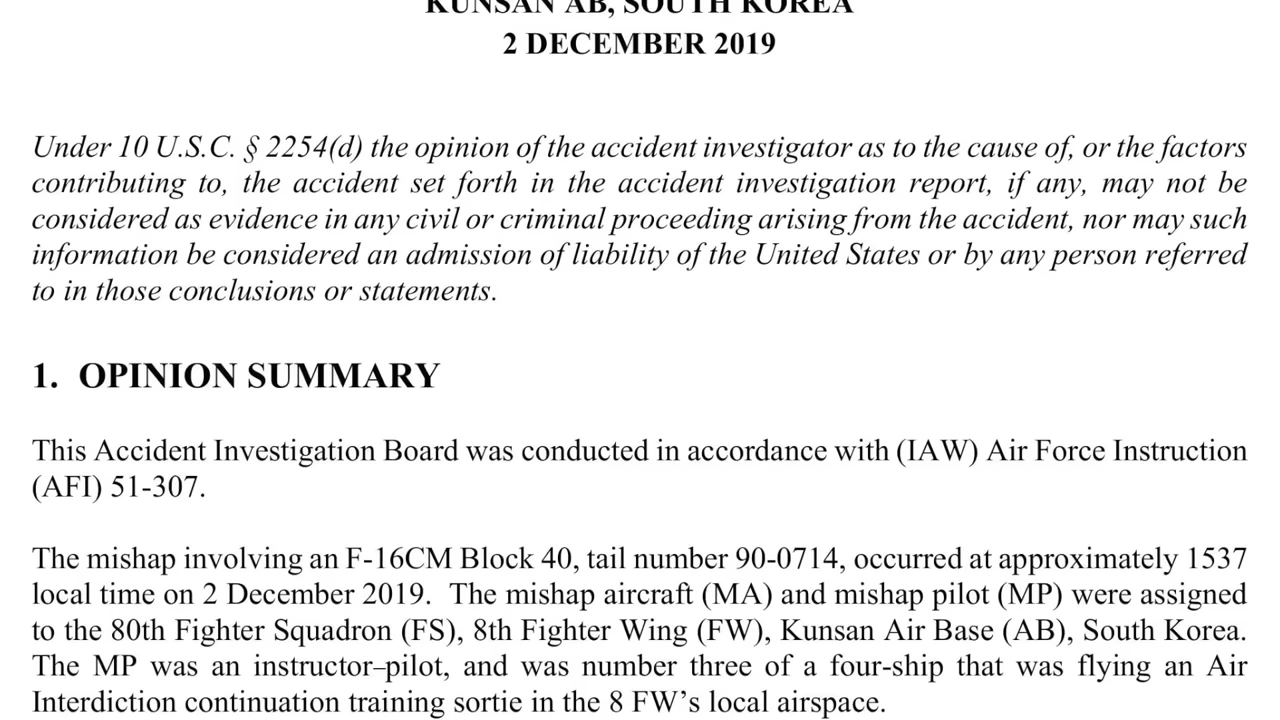 KUNSAN AB, SOUTH KOREA
2 DECEMBER 2019
Under 10 U.S.C. § 2254(d) the opinion of the accident investigator as to the cause of, or the factors
contributing to, the accident set forth in the accident investigation report, if any, may not be
considered as evidence in any civil or criminal proceeding arising from the accident, nor may such
information be considered an admission of liability of the United States or by any person referred
to in those conclusions or statements.
1. OPINION SUMMARY
This Accident Investigation Board was conducted in accordance with (IAW) Air Force Instruction
(AFI) 51-307.
The mishap involving an F-16CM Block 40, tail number 90-0714, occurred at approximately 1537
local time on 2 December 2019. The mishap aircraft (MA) and mishap pilot (MP) were assigned
to the 80th Fighter Squadron (FS), 8th Fighter Wing (FW), Kunsan Air Base (AB), South Korea.
The MP was an instructor–pilot, and was number three of a four-ship that was flying an Air
Interdiction continuation training sortie in the 8 FW’s local airspace.